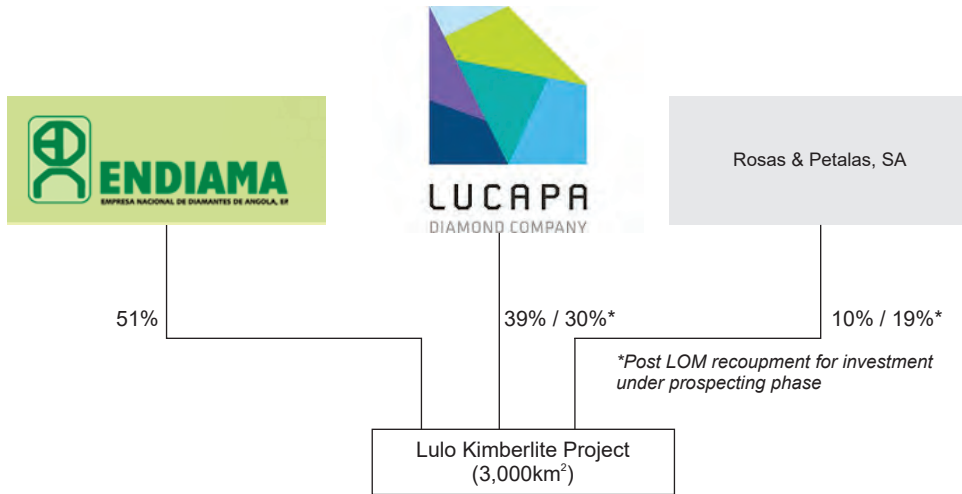 ENDIAMA
EMPRESA NACIONAL DE DIAMANTES DE ANGOLA, EP.
LUCAPA
DIAMOND COMPANY
Rosas & Petalas, SA
51%
39% / 30%*
10% / 19%*
*Post LOM recoupment for investment
under prospecting phase
Lulo Kimberlite Project
(3,000km²)